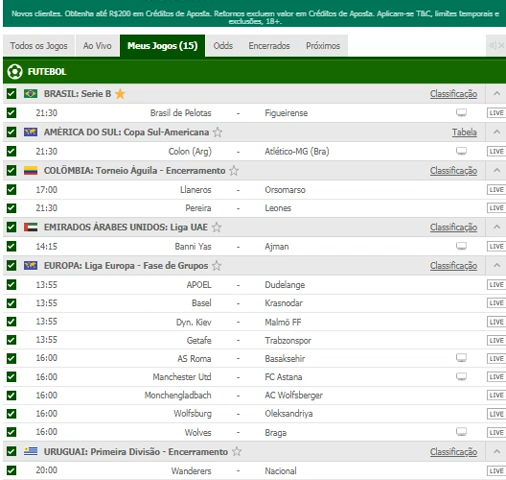 Novos clientes. Obtenha até R$200 em Créditos de Aposta. Retornos excluem valor em Créditos de Aposta. Aplicam-se T&C, limites temporais e
exclusões, 18+.
Todos os Jogos Ao Vivo Meus Jogos (15) Odds Encerrados Próximos
FUTEBOL
BRASIL: Serie B Classificação
21:30 Brasil de Pelotas - Figueirense LIVE
AMÉRICA DO SUL: Copa Sul-Americana Tabela
21:30 Colon (Arg) - Atlético-MG (Bra) LIVE
COLÔMBIA: Torneio Águila - Encerramento Classificação
17:00 Llaneros - Orsomarso LIVE
21:30 Pereira - Leones LIVE
EMIRADOS ÁRABES UNIDOS: Liga UAE Classificação
14:15 Banni Yas - Ajman LIVE
EUROPA: Liga Europa - Fase de Grupos Classificação
13:55 APOEL - Dudelange LIVE
13:55 Basel - Krasnodar LIVE
13:55 Dyn. Kiev - Malmö FF LIVE
13:55 Getafe - Trabzonspor LIVE
16:00 AS Roma - Basaksehir LIVE
16:00 Manchester Utd - FC Astana LIVE
16:00 Monchengladbach - AC Wolfsberger LIVE
16:00 Wolfsburg - Oleksandriya LIVE
16:00 Wolves - Braga LIVE
URUGUAI: Primeira Divisão - Encerramento Classificação
20:00 Wanderers - Nacional LIVE